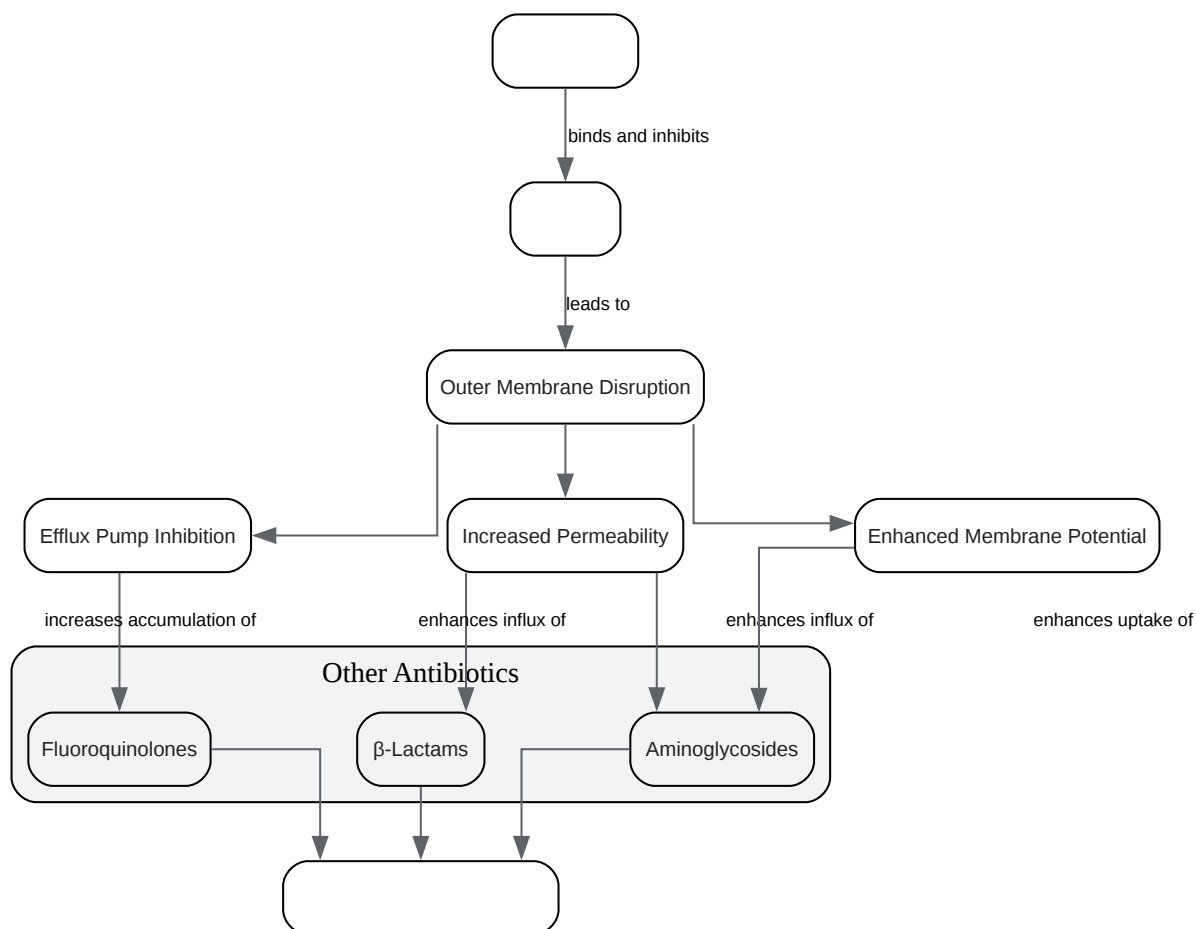 binds and inhibits
leads to
Outer Membrane Disruption
Efflux Pump Inhibition
Increased Permeability
Enhanced Membrane Potential
increases accumulation of
enhances influx of
enhances influx of
enhances uptake of
Other Antibiotics
Fluoroquinolones
β-Lactams
Aminoglycosides